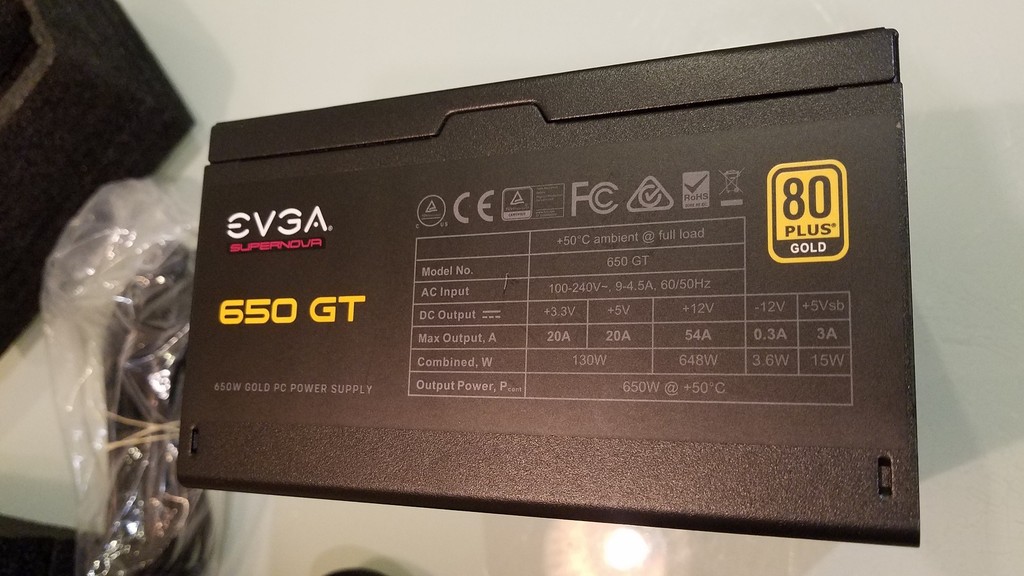 EVGA
SUPERNOVA
650 GT
650W GOLD PC POWER SUPPLY
CE FC RoHS
+50°C ambient @ full load
Model No. 650 GT
AC Input 100-240V~, 9-4.5A, 60/50Hz
DC Output +3.3V +5V +12V -12V +5Vsb
Max Output, A 20A 20A 54A 0.3A 3A
Combined, W 130W 648W 3.6W 15W
Output Power, Pcont 650W @ +50°C
80
PLUS®
GOLD